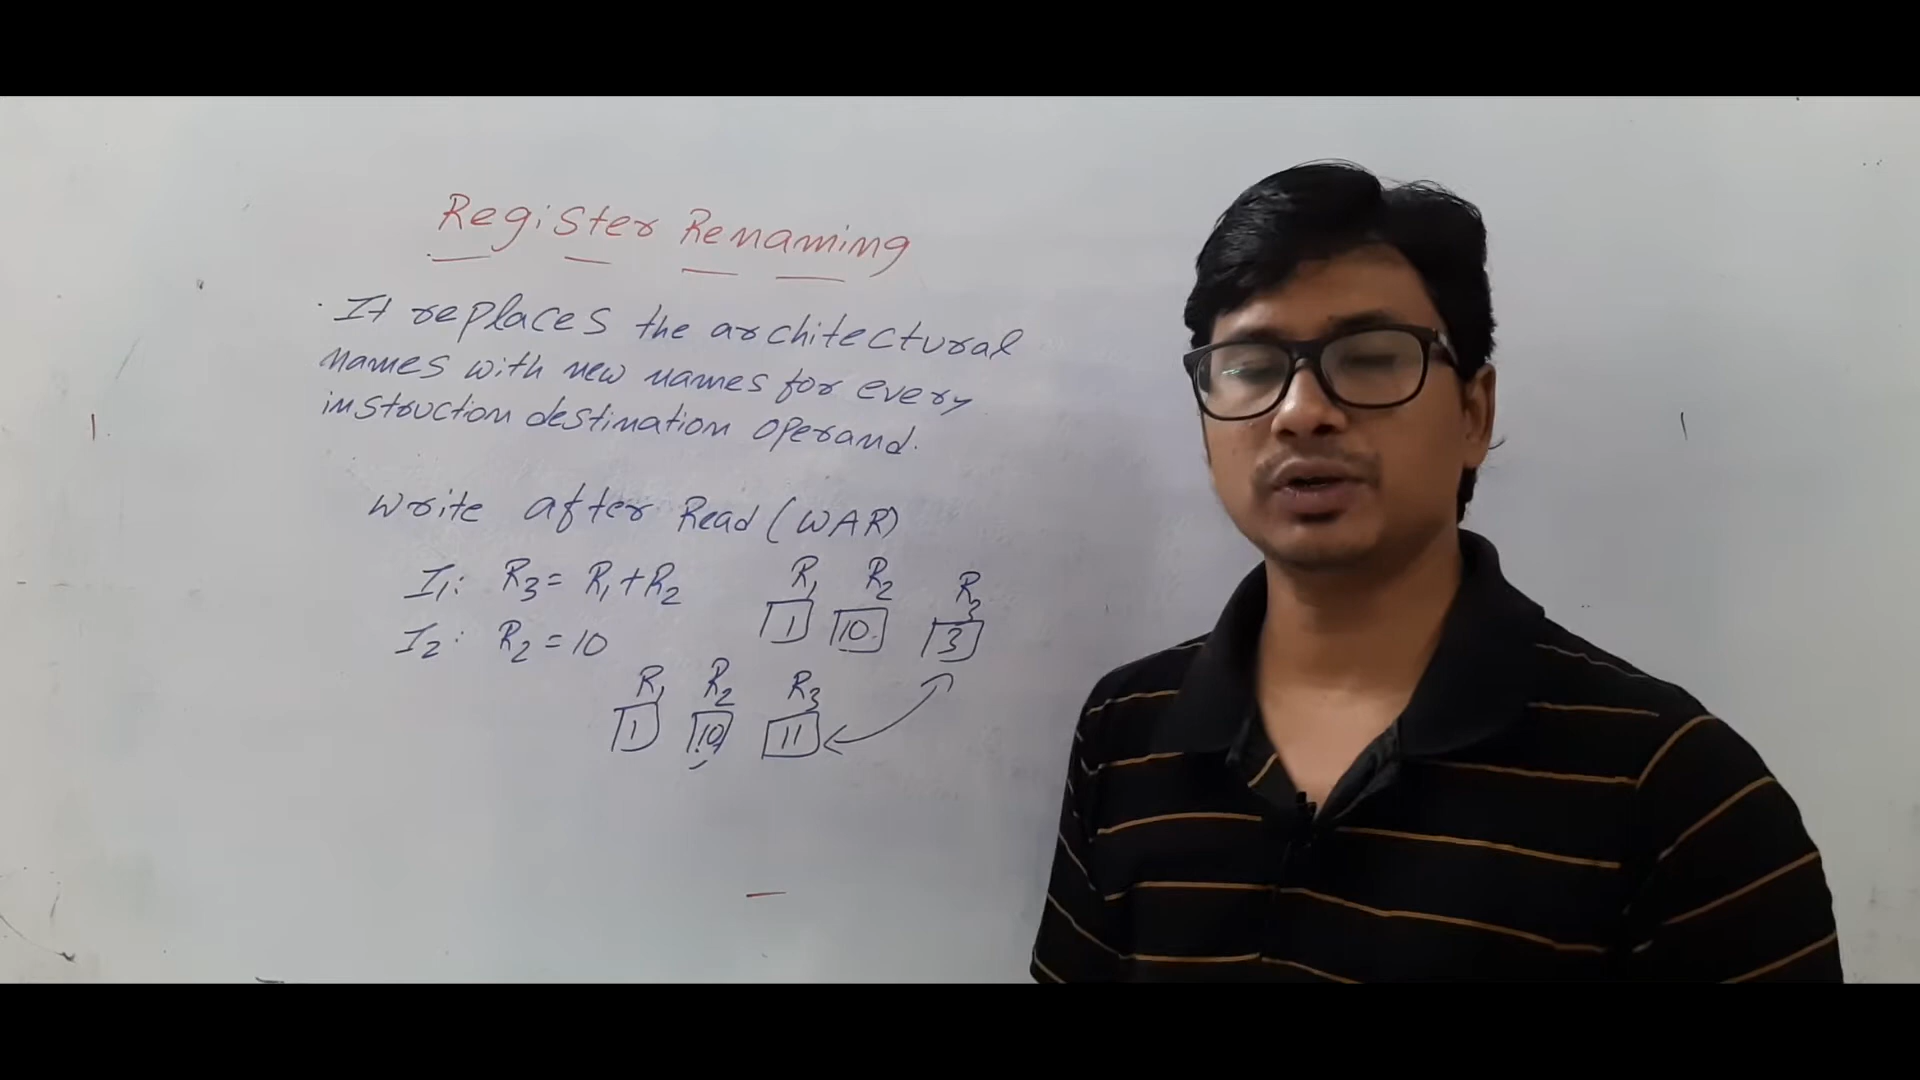 Register Renaming
It replaces the architectural
names with new names for every
instruction destination operand.
Write after Read (WAR)
I1: R3 = R1 + R2
I2: R2 = 10
R1 R2 R3
1 10 3
R1 R2 R3
1 10 11